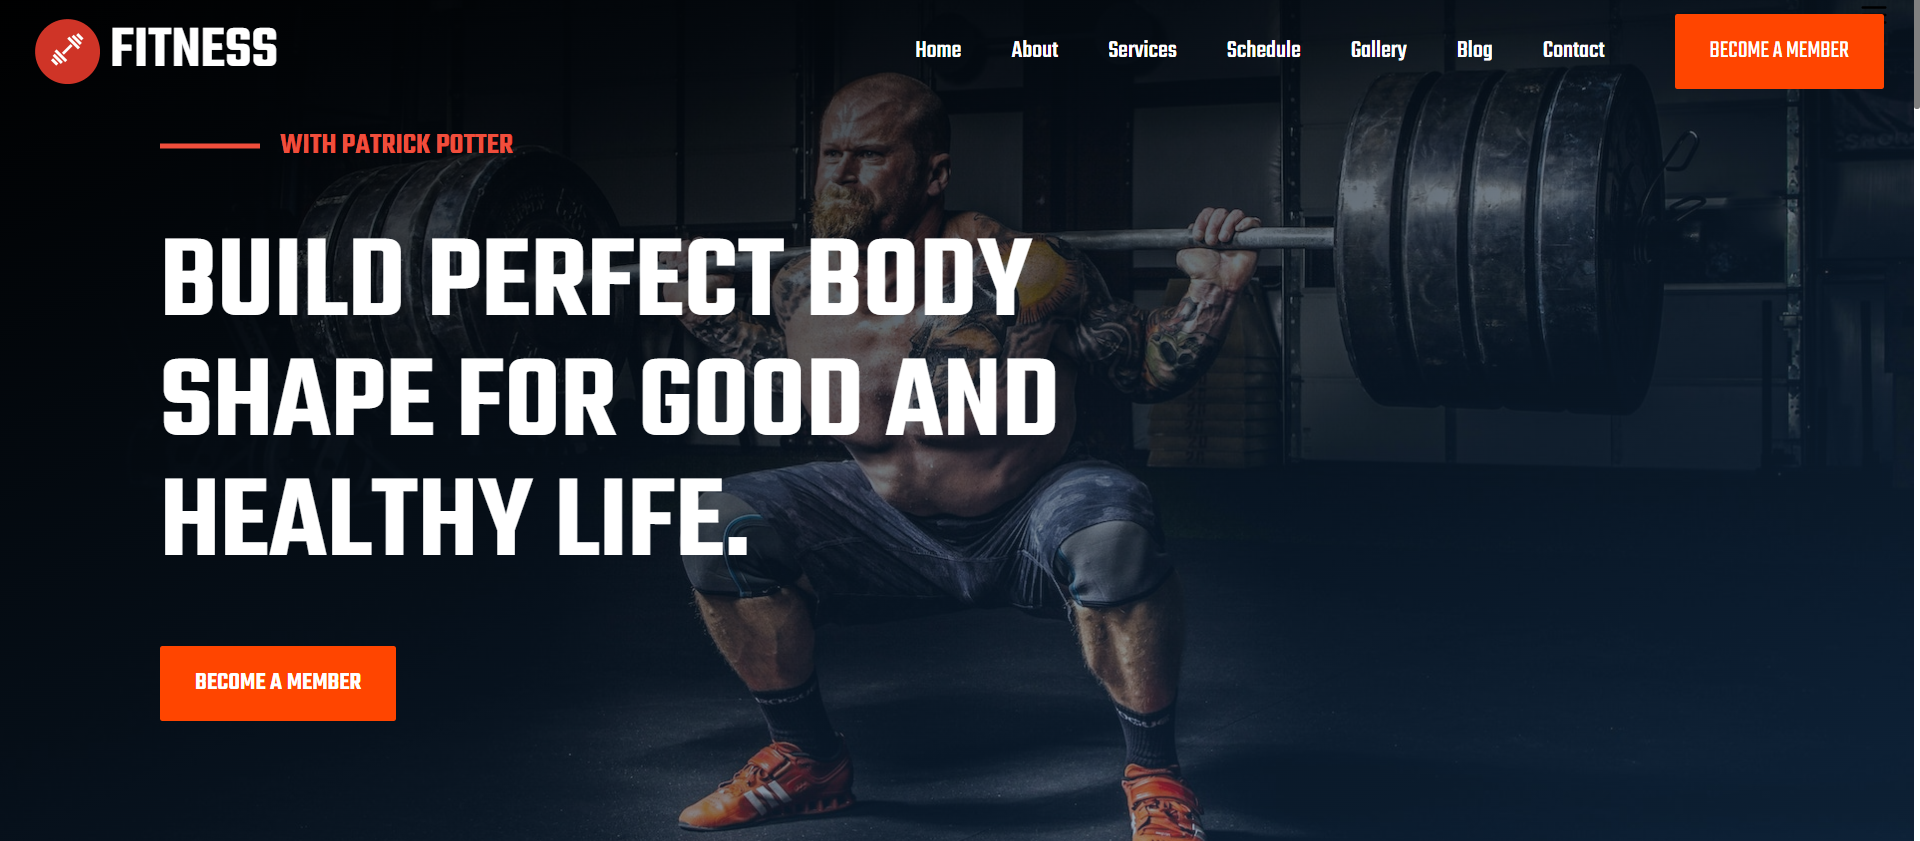 FITNESS
Home About Services Schedule Gallery Blog Contact BECOME A MEMBER
WITH PATRICK POTTER
BUILD PERFECT BODY
SHAPE FOR GOOD AND
HEALTHY LIFE.
BECOME A MEMBER